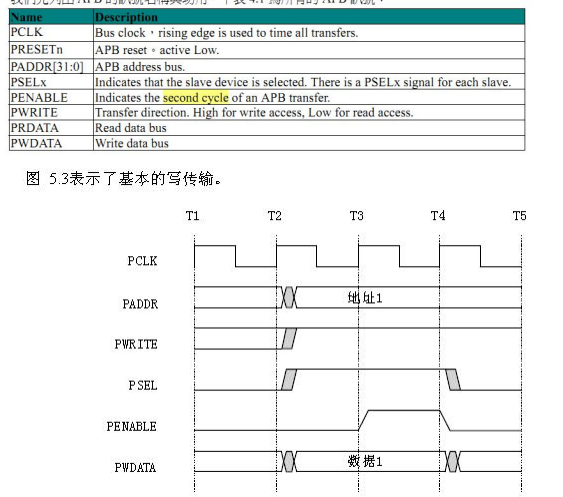 Name Description
PCLK Bus clock，rising edge is used to time all transfers.
PRESETn APB reset。active Low.
PADDR[31:0] APB address bus.
PSELx Indicates that the slave device is selected. There is a PSELx signal for each slave.
PENABLE Indicates the second cycle of an APB transfer.
PWRITE Transfer direction. High for write access, Low for read access.
PRDATA Read data bus
PWDATA Write data bus
图 5.3表示了基本的写传输。
T1 T2 T3 T4 T5
PCLK
PADDR 地址1
PWRITE
PSEL
PENABLE
PWDATA 数据1